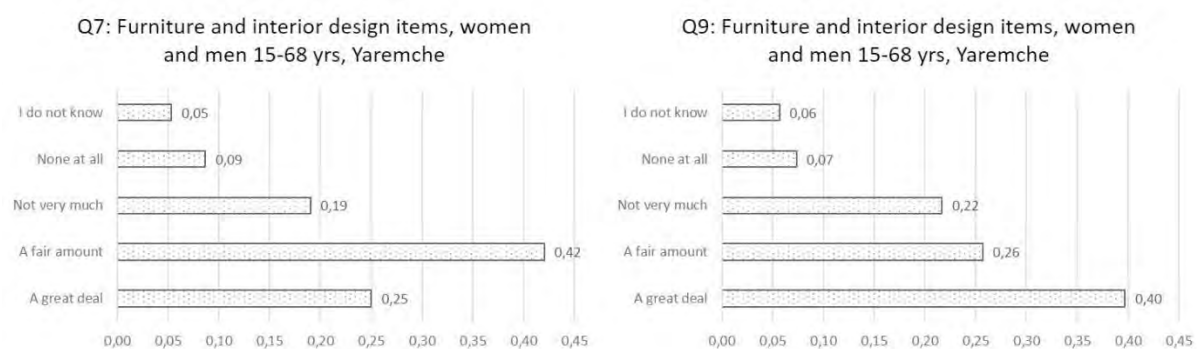 Q7: Furniture and interior design items, women
and men 15-68 yrs, Yaremche
I do not know 0,05
None at all 0,09
Not very much 0,19
A fair amount 0,42
A great deal 0,25
0,00 0,05 0,10 0,15 0,20 0,25 0,30 0,35 0,40 0,45
Q9: Furniture and interior design items, women
and men 15-68 yrs, Yaremche
I do not know 0,06
None at all 0,07
Not very much 0,22
A fair amount 0,26
A great deal 0,40
0,00 0,05 0,10 0,15 0,20 0,25 0,30 0,35 0,40 0,45